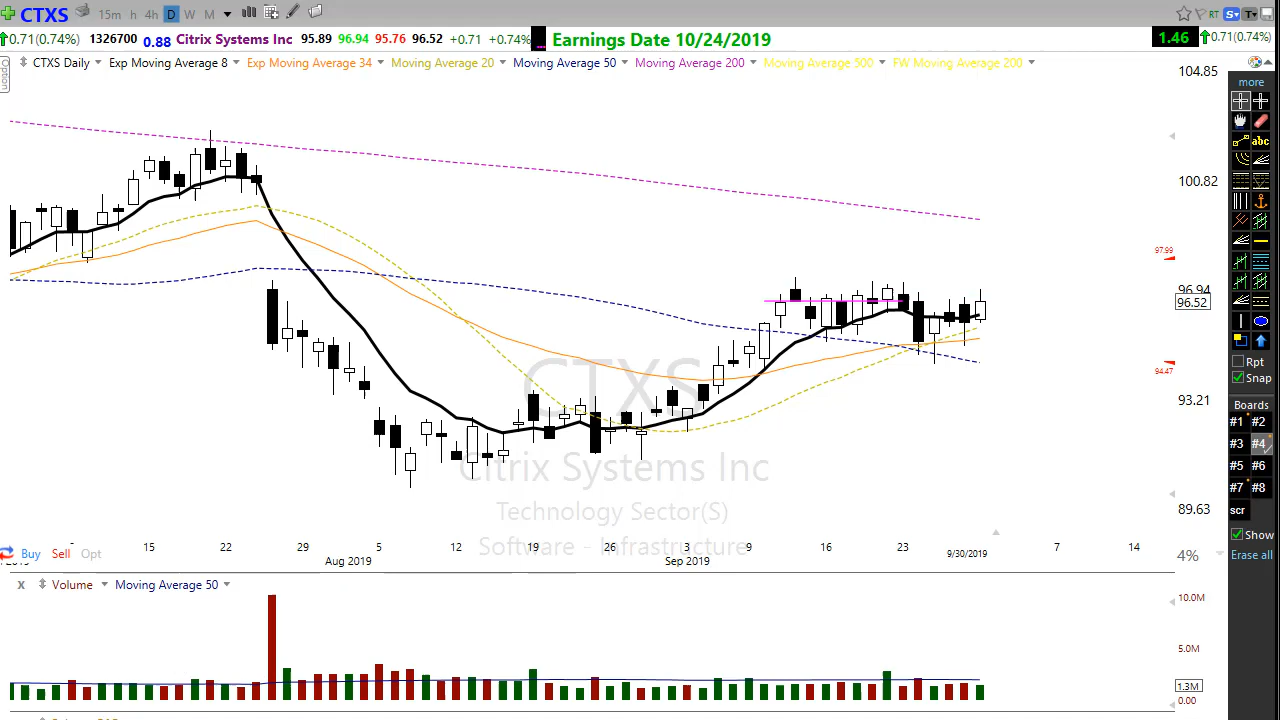 CTXS 15m h 4h D W M RT S T
0.71(0.74%) 1326700 0.88 Citrix Systems Inc 95.89 96.94 95.76 96.52 +0.71 +0.74% ... Earnings Date 10/24/2019 1.46 0.71(0.74%)
Option
CTXS Daily Exp Moving Average 8 Exp Moving Average 34 Moving Average 20 Moving Average 50 Moving Average 200 Moving Average 500 FW Moving Average 200
104.85
more
abc
100.82
97.99
96.94
96.52
94.47
Rpt
Snap
CTXS
93.21
Boards
#1 #2
#3 #4
#5 #6
#7 #8
scr
Citrix Systems Inc
Technology Sector(S)
Software - Infrastructure
89.63
Show
Erase all
15 22 29 5 12 19 26 3 9 16 23 9/30/2019 7 14
Aug 2019 Sep 2019
Buy Sell Opt
4%
x Volume Moving Average 50
10.0M
5.0M
1.3M
0.00